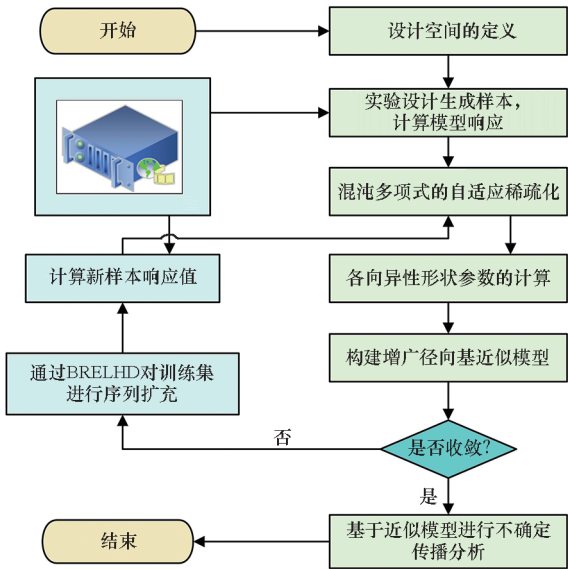 开始
设计空间的定义
实验设计生成样本，
计算模型响应
混沌多项式的自适应稀疏化
计算新样本响应值
各向异性形状参数的计算
构建增广径向基近似模型
通过BRELHD对训练集
进行序列扩充
否
是否收敛?
是
结束
基于近似模型进行不确定
传播分析